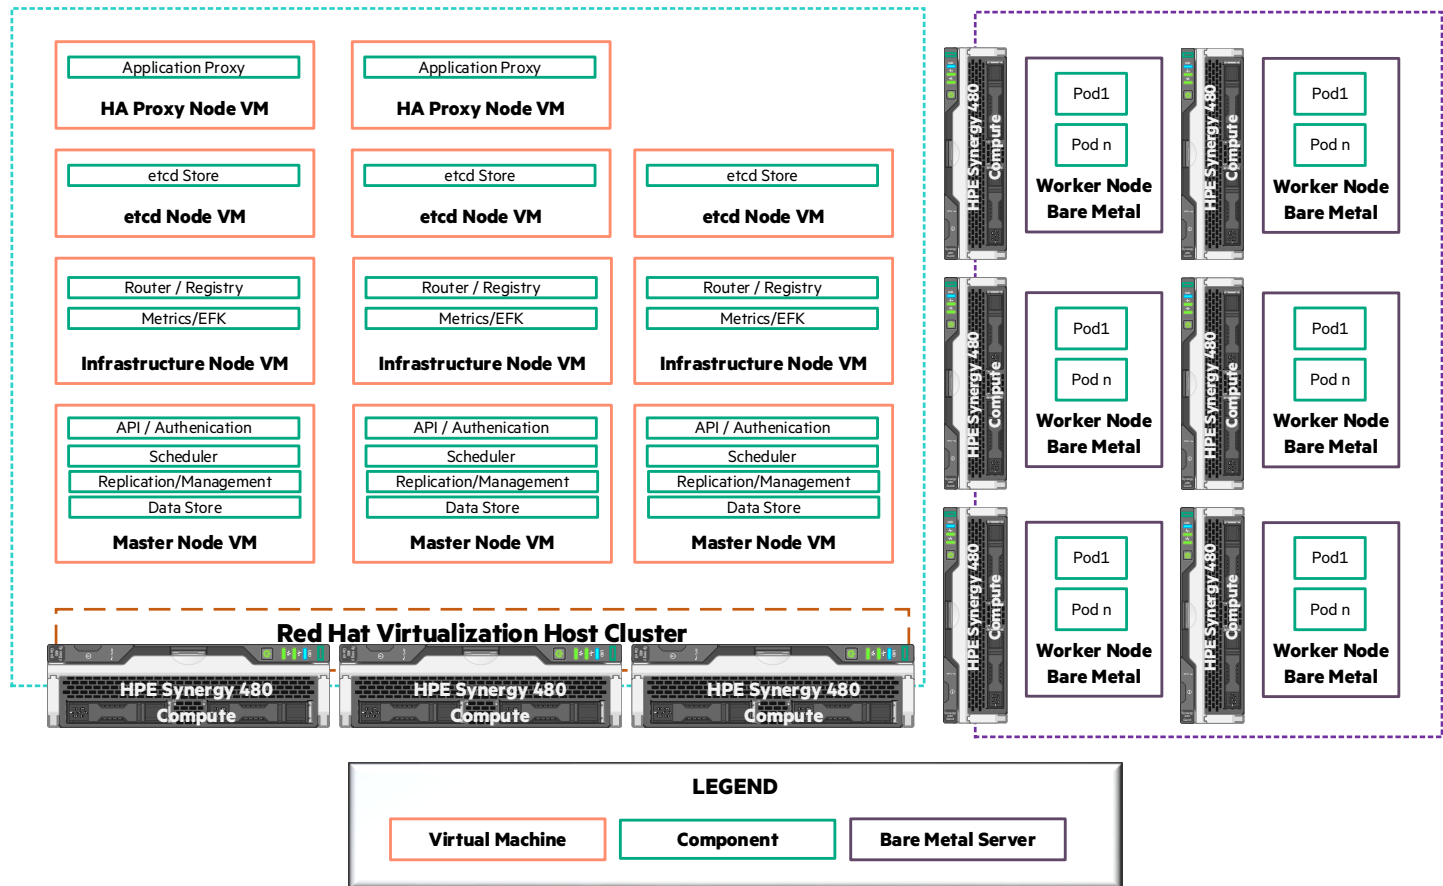 Application Proxy
HA Proxy Node VM
Application Proxy
HA Proxy Node VM
etcd Store
etcd Node VM
etcd Store
etcd Node VM
etcd Store
etcd Node VM
Router / Registry
Metrics/EFK
Infrastructure Node VM
Router / Registry
Metrics/EFK
Infrastructure Node VM
Router / Registry
Metrics/EFK
Infrastructure Node VM
API / Authenication
Scheduler
Replication/Management
Data Store
Master Node VM
API / Authenication
Scheduler
Replication/Management
Data Store
Master Node VM
API / Authenication
Scheduler
Replication/Management
Data Store
Master Node VM
Red Hat Virtualization Host Cluster
HPE Synergy 480
Compute
HPE Synergy 480
Compute
HPE Synergy 480
Compute
HPE Synergy 480
Compute
Pod1
Pod n
Worker Node
Bare Metal
HPE Synergy 480
Compute
Pod1
Pod n
Worker Node
Bare Metal
HPE Synergy 480
Compute
Pod1
Pod n
Worker Node
Bare Metal
HPE Synergy 480
Compute
Pod1
Pod n
Worker Node
Bare Metal
HPE Synergy 480
Compute
Pod1
Pod n
Worker Node
Bare Metal
HPE Synergy 480
Compute
Pod1
Pod n
Worker Node
Bare Metal
LEGEND
Virtual Machine
Component
Bare Metal Server